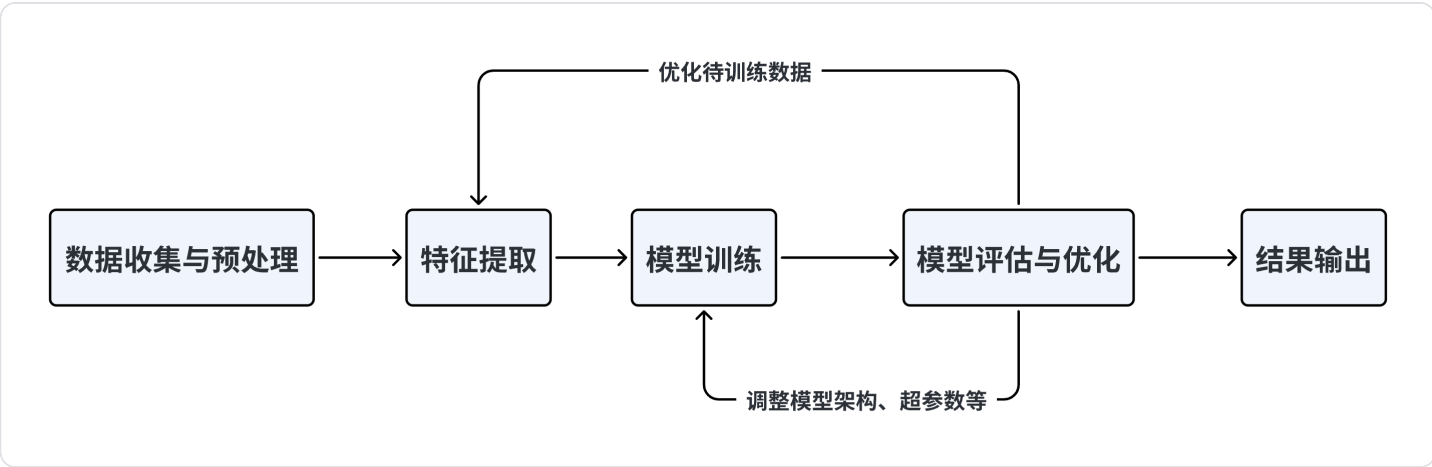 优化待训练数据
数据收集与预处理
特征提取
模型训练
模型评估与优化
结果输出
调整模型架构、超参数等